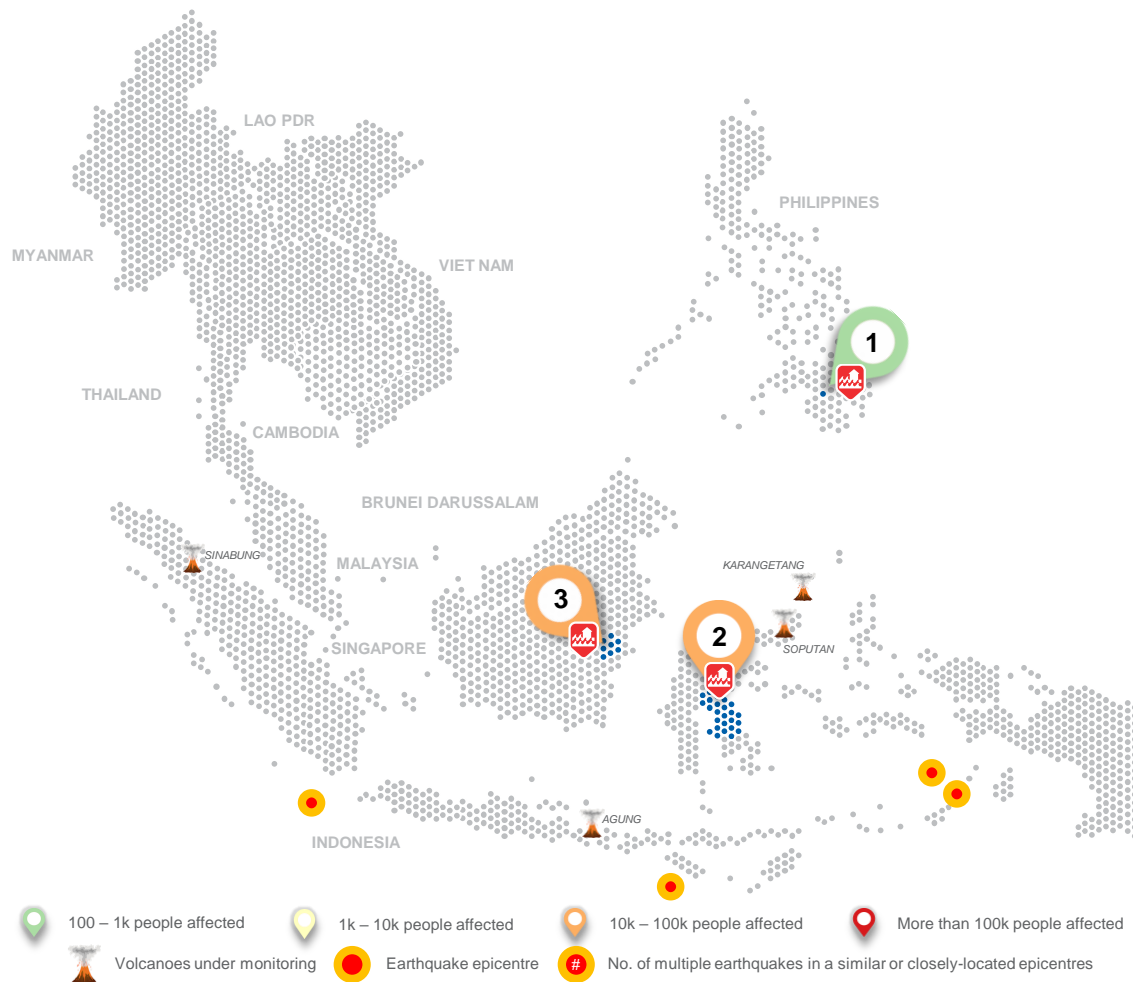 LAO PDR
PHILIPPINES
MYANMAR
VIET NAM
1
THAILAND
CAMBODIA
BRUNEI DARUSSALAM
SINABUNG
MALAYSIA
KARANGETANG
3
2
SINGAPORE
SOPUTAN
AGUNG
INDONESIA
100 – 1k people affected
1k – 10k people affected
10k – 100k people affected
More than 100k people affected
Volcanoes under monitoring
Earthquake epicentre
# No. of multiple earthquakes in a similar or closely-located epicentres